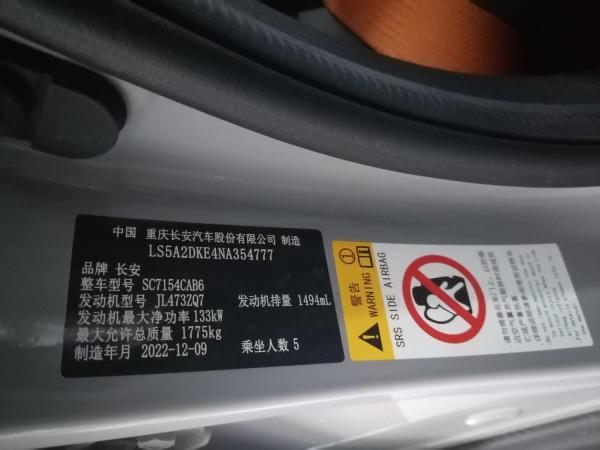 中国 重庆长安汽车股份有限公司 制造
LS5A2DKE4NA354777
品牌 长安
整车型号 SC7154CAB6
发动机型号 JL473ZQ7 发动机排量 1494mL
发动机最大净功率 133kW
最大允许总质量 1775kg
制造年月 2022-12-09 乘坐人数 5
警告
WARNING
SRS SIDE AIRBAG